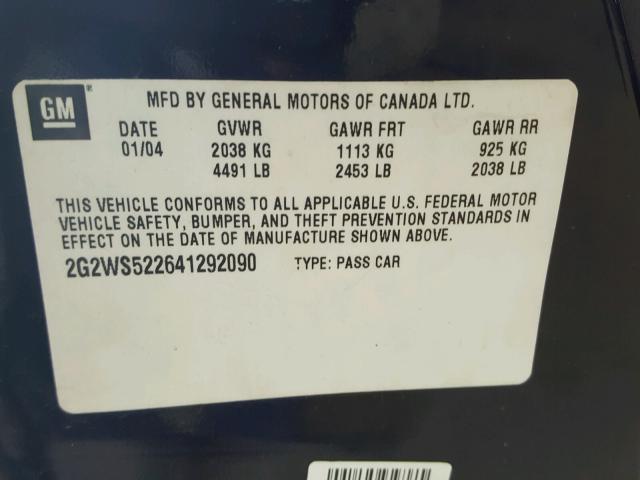 GM
MFD BY GENERAL MOTORS OF CANADA LTD.
DATE GVWR GAWR FRT GAWR RR
01/04 2038 KG 1113 KG 925 KG
4491 LB 2453 LB 2038 LB
THIS VEHICLE CONFORMS TO ALL APPLICABLE U.S. FEDERAL MOTOR
VEHICLE SAFETY, BUMPER, AND THEFT PREVENTION STANDARDS IN
EFFECT ON THE DATE OF MANUFACTURE SHOWN ABOVE.
2G2WS522641292090 TYPE: PASS CAR